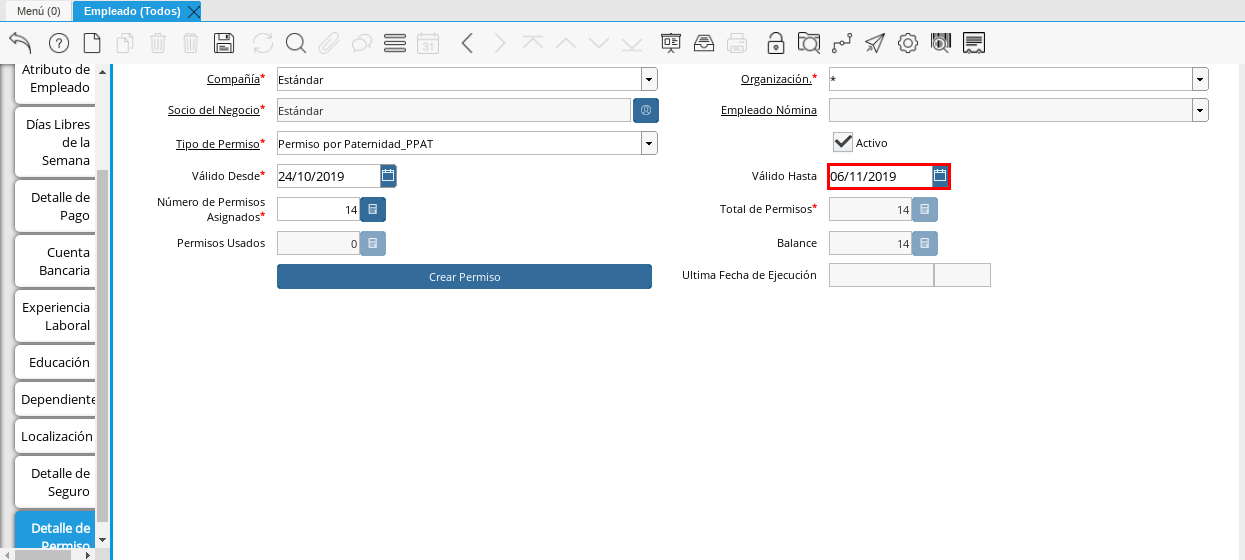 Menú (0)
Empleado (Todos)
31
Atributo de
Empleado
Días Libres
de la
Semana
Detalle de
Pago
Cuenta
Bancaria
Experiencia
Laboral
Educación
Dependiente
Localización
Detalle de
Seguro
Detalle de
Permiso
Compañía* Estándar
Organización.* *
Socio del Negocio* Estándar
Empleado Nómina
Tipo de Permiso* Permiso por Paternidad_PPAT
Activo
Válido Desde* 24/10/2019
Válido Hasta 06/11/2019
Número de Permisos
Asignados* 14
Total de Permisos* 14
Permisos Usados 0
Balance 14
Crear Permiso
Ultima Fecha de Ejecución